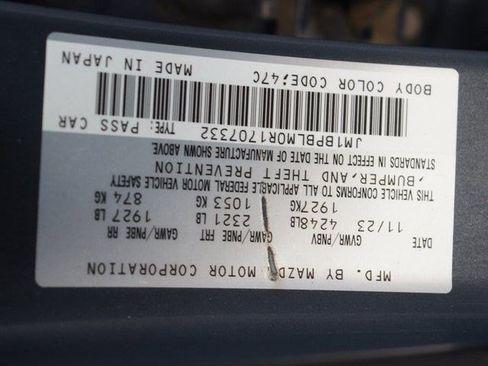 MFD. BY MAZDA MOTOR CORPORATION
DATE GVWR/PNBV GAWR/PNBE FRT GAWR/PNBE RR
11/23 4248LB 2321 LB 1927 LB
1927KG 1053 KG 874 KG
THIS VEHICLE CONFORMS TO ALL APPLICABLE FEDERAL MOTOR VEHICLE SAFETY
, BUMPER, AND THEFT PREVENTION
STANDARDS IN EFFECT ON THE DATE OF MANUFACTURE SHOWN ABOVE.
JM1BPBLM0R1707332 TYPE: PASS CAR
BODY COLOR CODE:47C MADE IN JAPAN